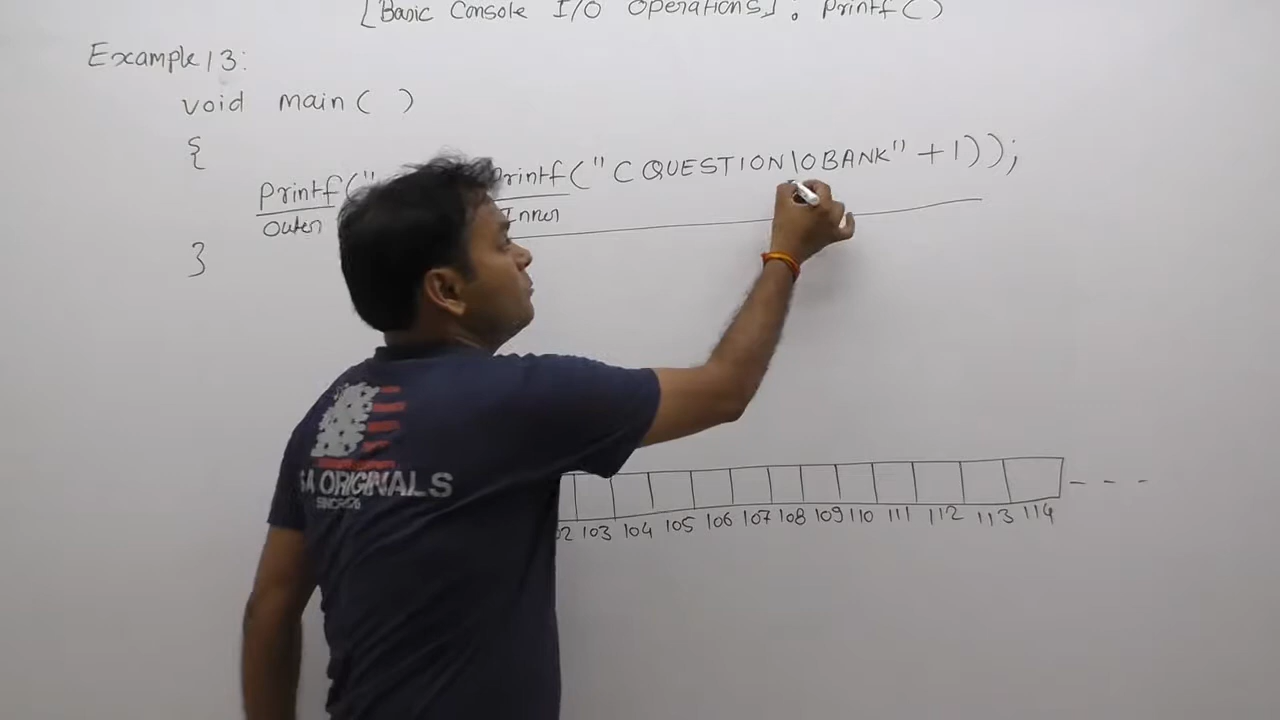 [Basic Console I/O Operations] : Printf( )
Example 13:
void main( )
{
Printf(" Printf("C QUESTION\0BANK" +1));
Outer Inner
}
A ORIGINALS
SINCE
103 104 105 106 107 108 109 110 111 112 113 114